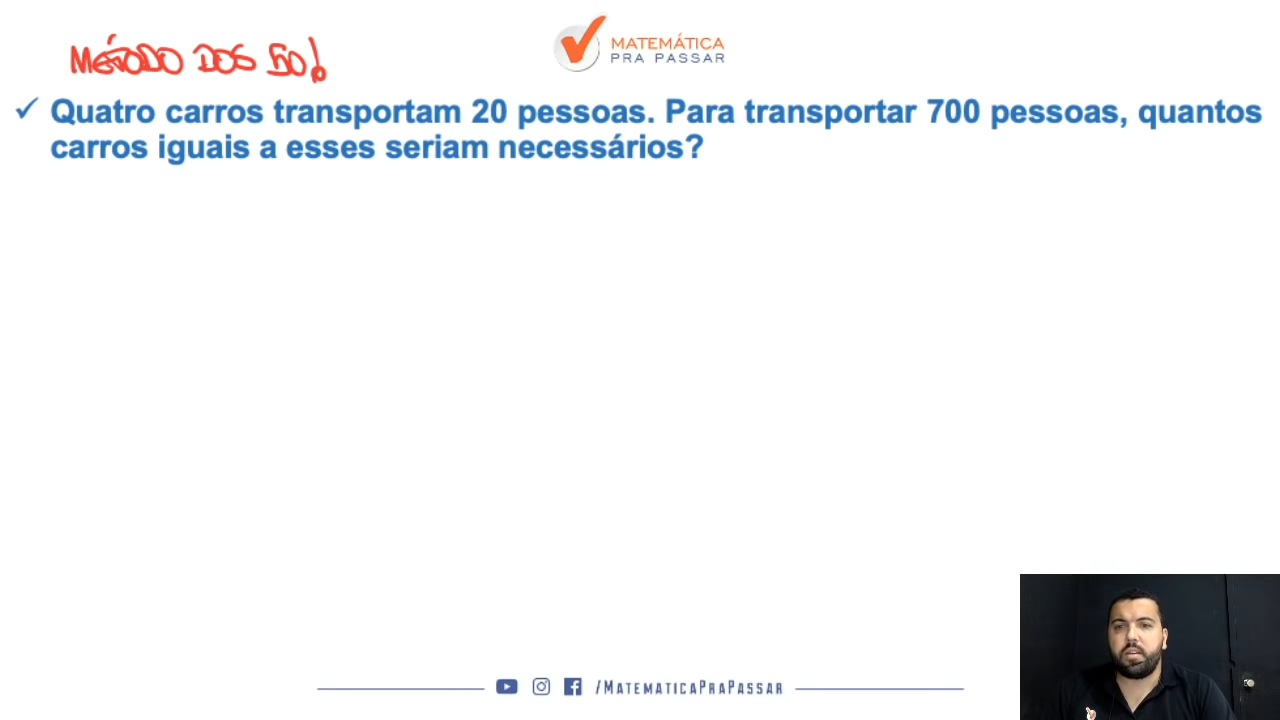 MÉTODO DOS 50!
MATEMÁTICA
PRA PASSAR
✓ Quatro carros transportam 20 pessoas. Para transportar 700 pessoas, quantos
carros iguais a esses seriam necessários?
/MATEMATICAPRAPASSAR